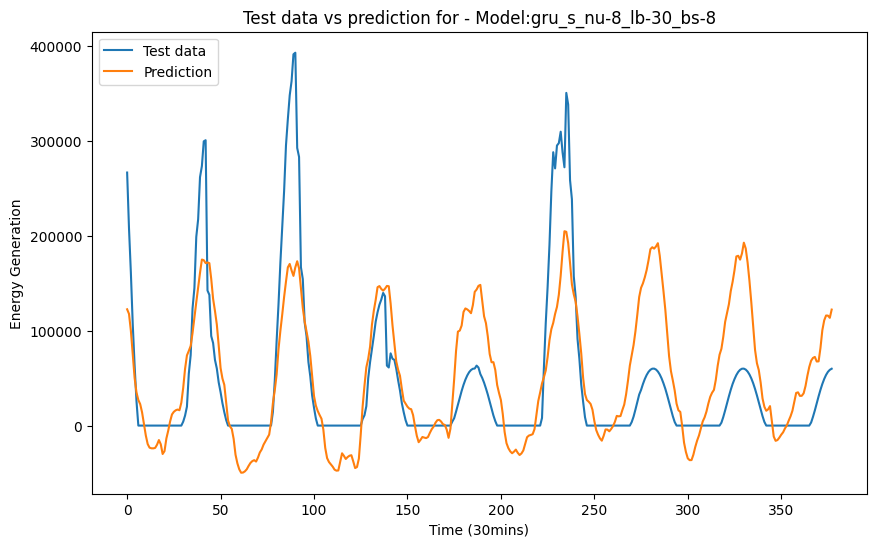 Test data vs prediction for - Model:gru_s_nu-8_lb-30_bs-8
Test data
Prediction
400000
300000
200000
100000
0
Energy Generation
0 50 100 150 200 250 300 350
Time (30mins)